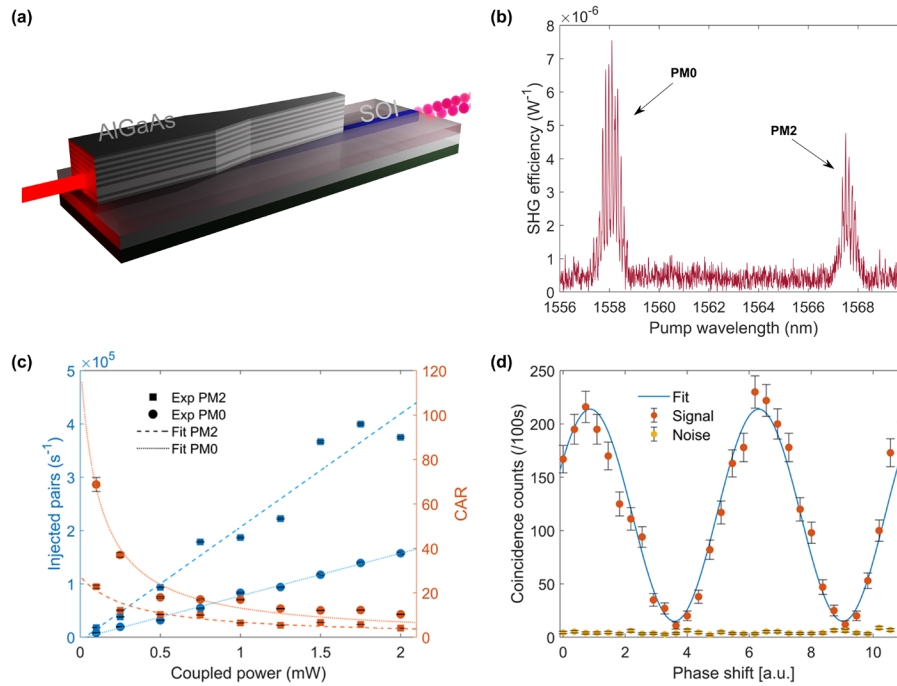 (a)
AlGaAs
SOI
(b)
×10⁻⁶
8
7
6
5
4
3
2
1
0
SHG efficiency (W⁻¹)
PM0
PM2
1556 1558 1560 1562 1564 1566 1568
Pump wavelength (nm)
(c)
×10⁵
5
4
3
2
1
0
Injected pairs (s⁻¹)
Exp PM2
Exp PM0
Fit PM2
Fit PM0
120
100
80
60
40
20
0
CAR
0 0.5 1 1.5 2
Coupled power (mW)
(d)
250
200
150
100
50
0
Coincidence counts (/100s)
Fit
Signal
Noise
0 2 4 6 8 10
Phase shift [a.u.]